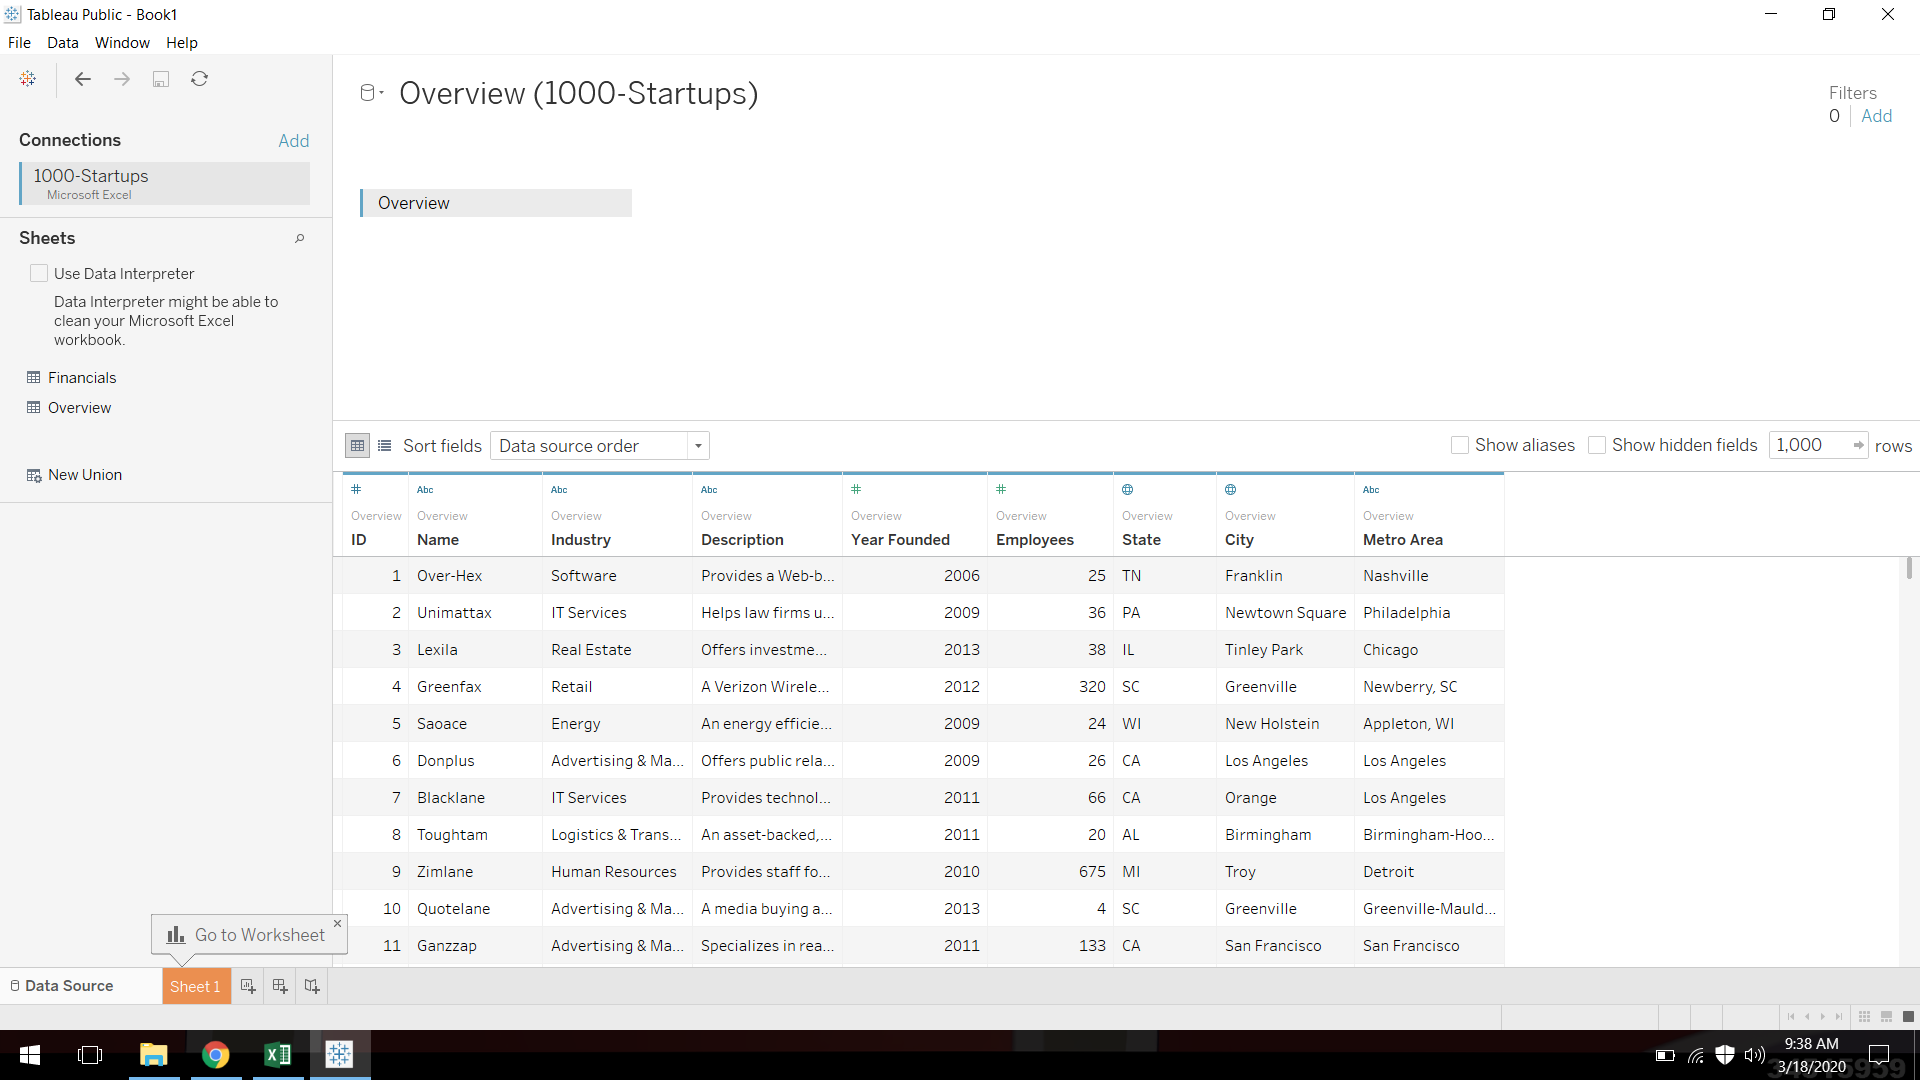 Tableau Public - Book1
File Data Window Help
Connections Add
1000-Startups
Microsoft Excel
Sheets
Use Data Interpreter
Data Interpreter might be able to
clean your Microsoft Excel
workbook.
Financials
Overview
New Union
Overview (1000-Startups)
Filters
0 Add
Overview
Sort fields Data source order Show aliases Show hidden fields 1,000 rows
# Abc Abc Abc # # Abc
Overview Overview Overview Overview Overview Overview Overview Overview Overview
ID Name Industry Description Year Founded Employees State City Metro Area
1 Over-Hex Software Provides a Web-b... 2006 25 TN Franklin Nashville
2 Unimattax IT Services Helps law firms u... 2009 36 PA Newtown Square Philadelphia
3 Lexila Real Estate Offers investme... 2013 38 IL Tinley Park Chicago
4 Greenfax Retail A Verizon Wirele... 2012 320 SC Greenville Newberry, SC
5 Saoace Energy An energy efficie... 2009 24 WI New Holstein Appleton, WI
6 Donplus Advertising & Ma... Offers public rela... 2009 26 CA Los Angeles Los Angeles
7 Blacklane IT Services Provides technol... 2011 66 CA Orange Los Angeles
8 Toughtam Logistics & Trans... An asset-backed,... 2011 20 AL Birmingham Birmingham-Hoo...
9 Zimlane Human Resources Provides staff fo... 2010 675 MI Troy Detroit
10 Quotelane Advertising & Ma... A media buying a... 2013 4 SC Greenville Greenville-Mauld...
11 Ganzzap Advertising & Ma... Specializes in rea... 2011 133 CA San Francisco San Francisco
Go to Worksheet
Data Source Sheet 1
9:38 AM
3/18/2020
34515959